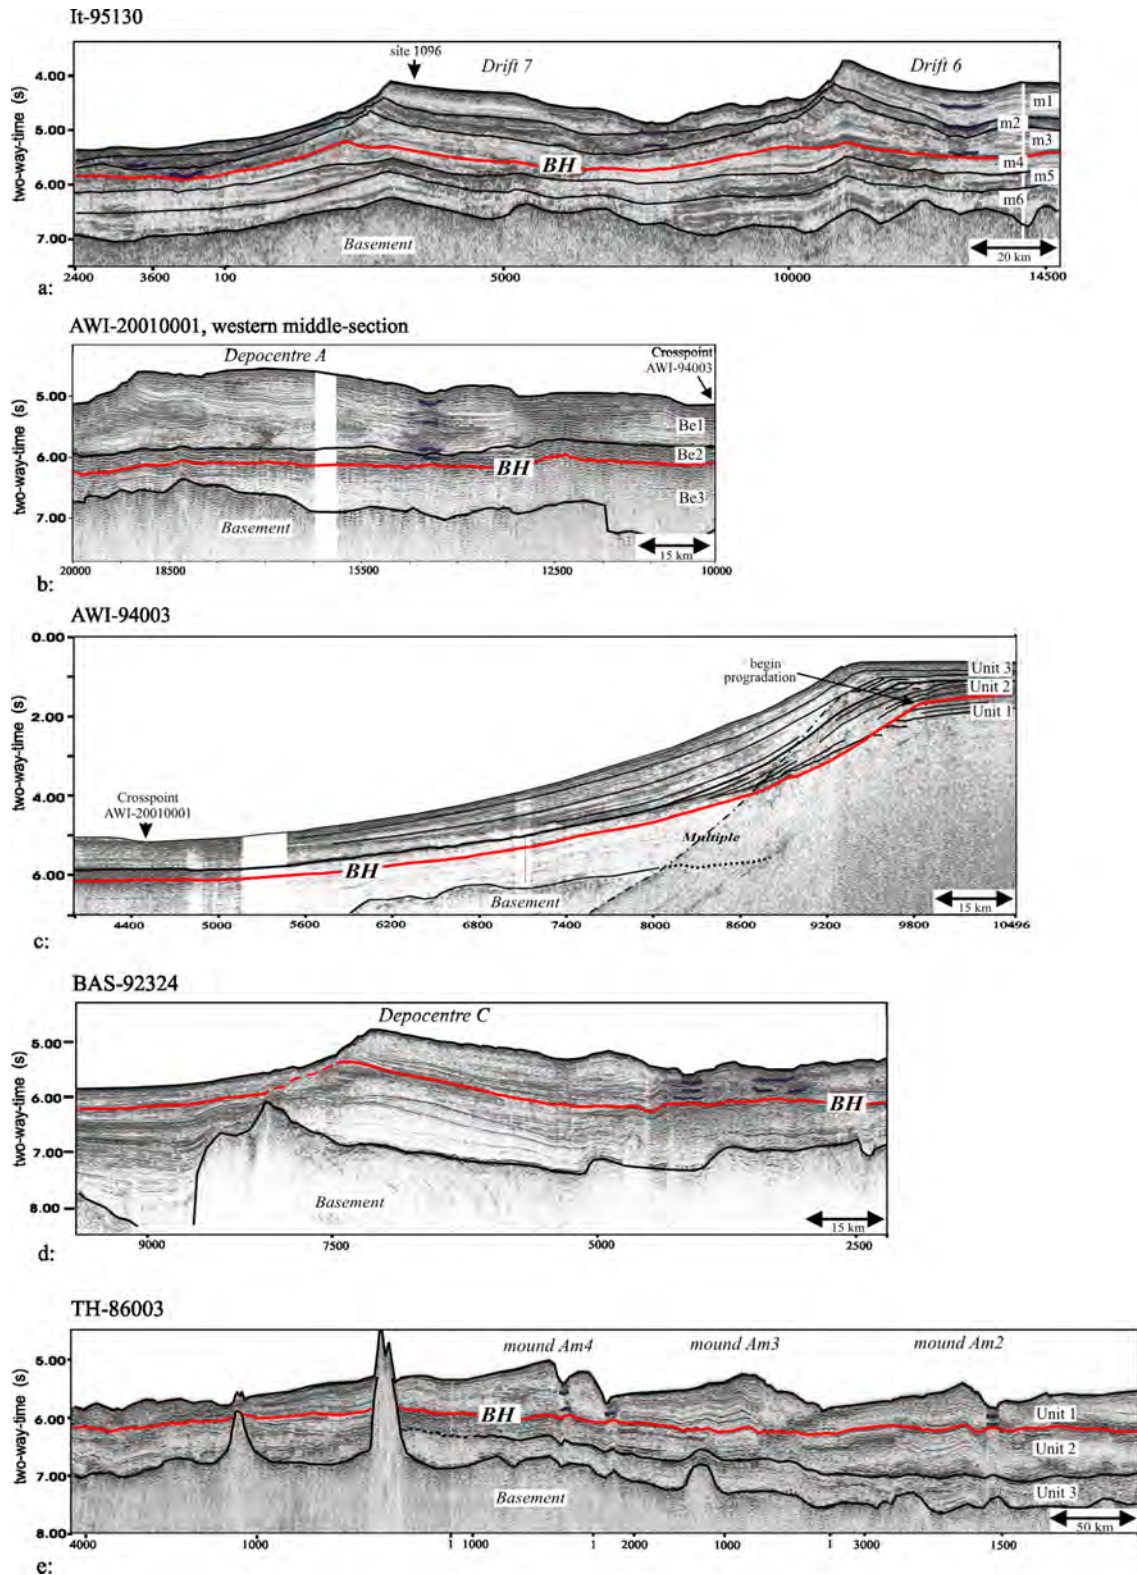 It-95130
site 1096
Drift 7
Drift 6
4.00
5.00
6.00
7.00
two-way-time (s)
m1
m2
m3
m4
m5
m6
BH
Basement
20 km
2400 3600 100 5000 10000 14500
a:
AWI-20010001, western middle-section
Depocentre A
Crosspoint
AWI-94003
5.00
6.00
7.00
two-way-time (s)
Be1
Be2
BH
Be3
Basement
15 km
20000 18500 15500 12500 10000
b:
AWI-94003
0.00
2.00
4.00
6.00
two-way-time (s)
begin
progradation
Unit 3
Unit 2
Unit 1
Crosspoint
AWI-20010001
Multiple
BH
Basement
15 km
4400 5000 5600 6200 6800 7400 8000 8600 9200 9800 10496
c:
BAS-92324
Depocentre C
5.00
6.00
7.00
8.00
two-way-time (s)
BH
Basement
15 km
9000 7500 5000 2500
d:
TH-86003
mound Am4
mound Am3
mound Am2
5.00
6.00
7.00
8.00
two-way-time (s)
BH
Unit 1
Unit 2
Unit 3
Basement
50 km
4000 1000 1 1000 1 2000 1000 1 3000 1500
e: